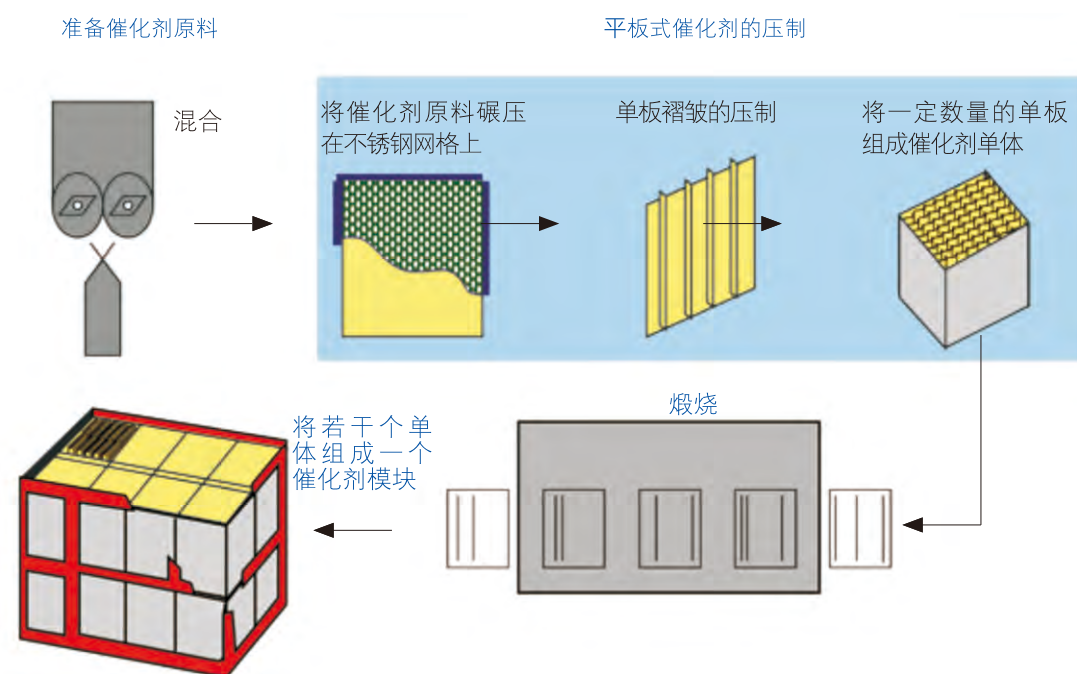 准备催化剂原料
平板式催化剂的压制
混合
将催化剂原料碾压
在不锈钢网格上
单板褶皱的压制
将一定数量的单板
组成催化剂单体
煅烧
将若干个单
体组成一个
催化剂模块